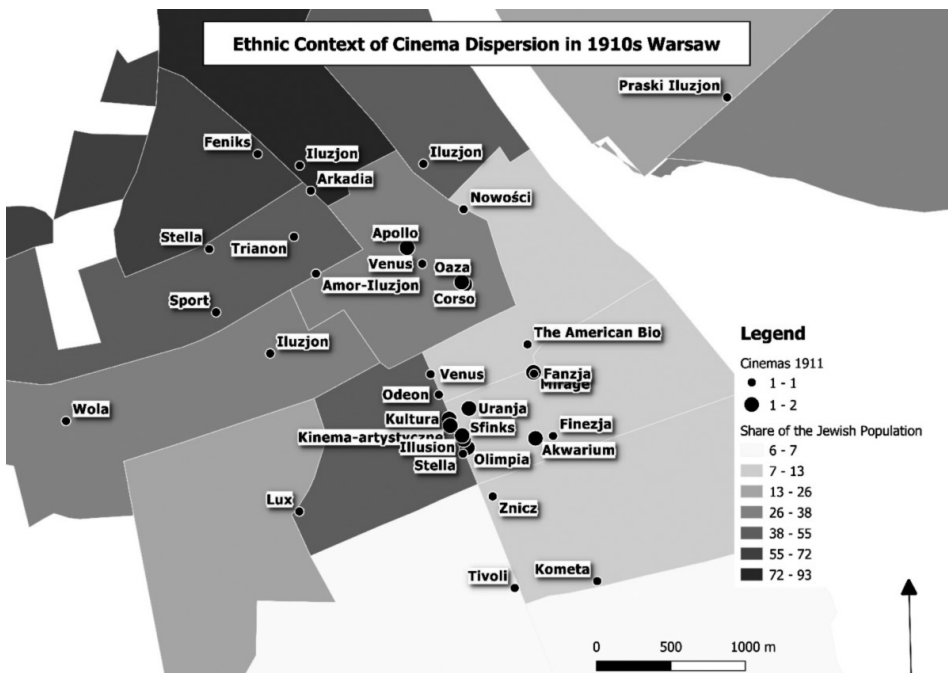 Ethnic Context of Cinema Dispersion in 1910s Warsaw
Praski Iluzjon
Feniks
Iluzjon
Iluzjon
Arkadia
Nowości
Stella
Trianon
Apollo
Venus
Oaza
Amor-Iluzjon
Corso
Sport
Iluzjon
The American Bio
Venus
Fanzja
Mirage
Odeon
Wola
Kultura
Uranja
Sfinks
Finezja
Kinema-artystyczne
Illusion
Akwarium
Stella
Olimpia
Lux
Znicz
Tivoli
Kometa
Legend
Cinemas 1911
1 - 1
1 - 2
Share of the Jewish Population
6 - 7
7 - 13
13 - 26
26 - 38
38 - 55
55 - 72
72 - 93
0 500 1000 m